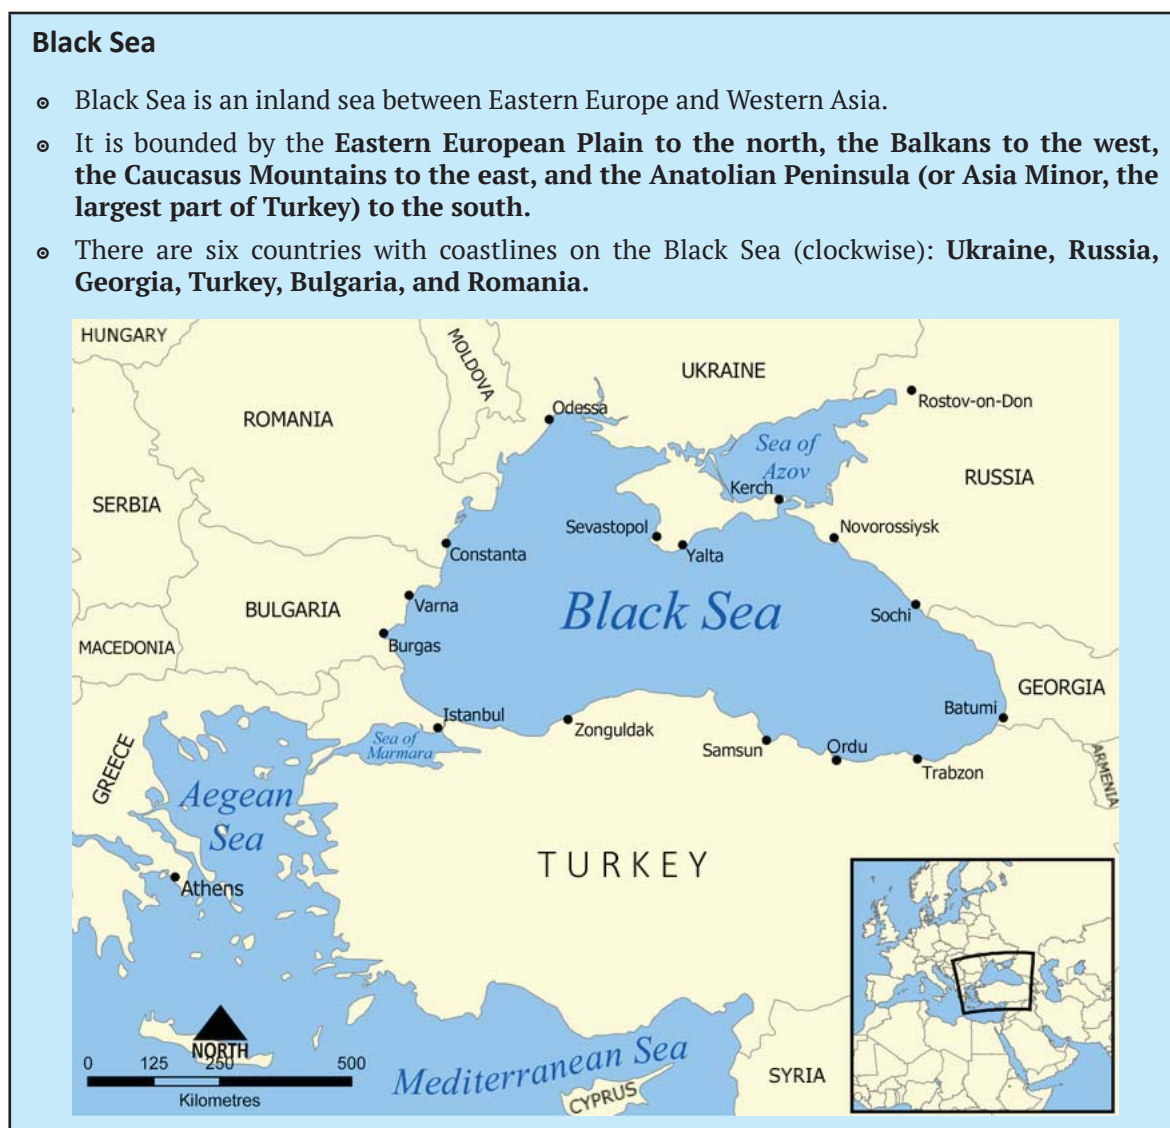 Black Sea
Black Sea is an inland sea between Eastern Europe and Western Asia.
It is bounded by the Eastern European Plain to the north, the Balkans to the west,
the Caucasus Mountains to the east, and the Anatolian Peninsula (or Asia Minor, the
largest part of Turkey) to the south.
There are six countries with coastlines on the Black Sea (clockwise): Ukraine, Russia,
Georgia, Turkey, Bulgaria, and Romania.
HUNGARY
MOLDOVA
UKRAINE
Rostov-on-Don
ROMANIA
Odessa
Sea of
Azov
RUSSIA
SERBIA
Kerch
Sevastopol
Yalta
Novorossiysk
Constanta
BULGARIA
Varna
Black Sea
Sochi
MACEDONIA
Burgas
GEORGIA
Istanbul
Batumi
Sea of
Marmara
Zonguldak
Samsun
Ordu
Trabzon
ARMENIA
GREECE
Aegean
Sea
TURKEY
Athens
NORTH
0 125 250 500
Kilometres
Mediterranean Sea
CYPRUS
SYRIA